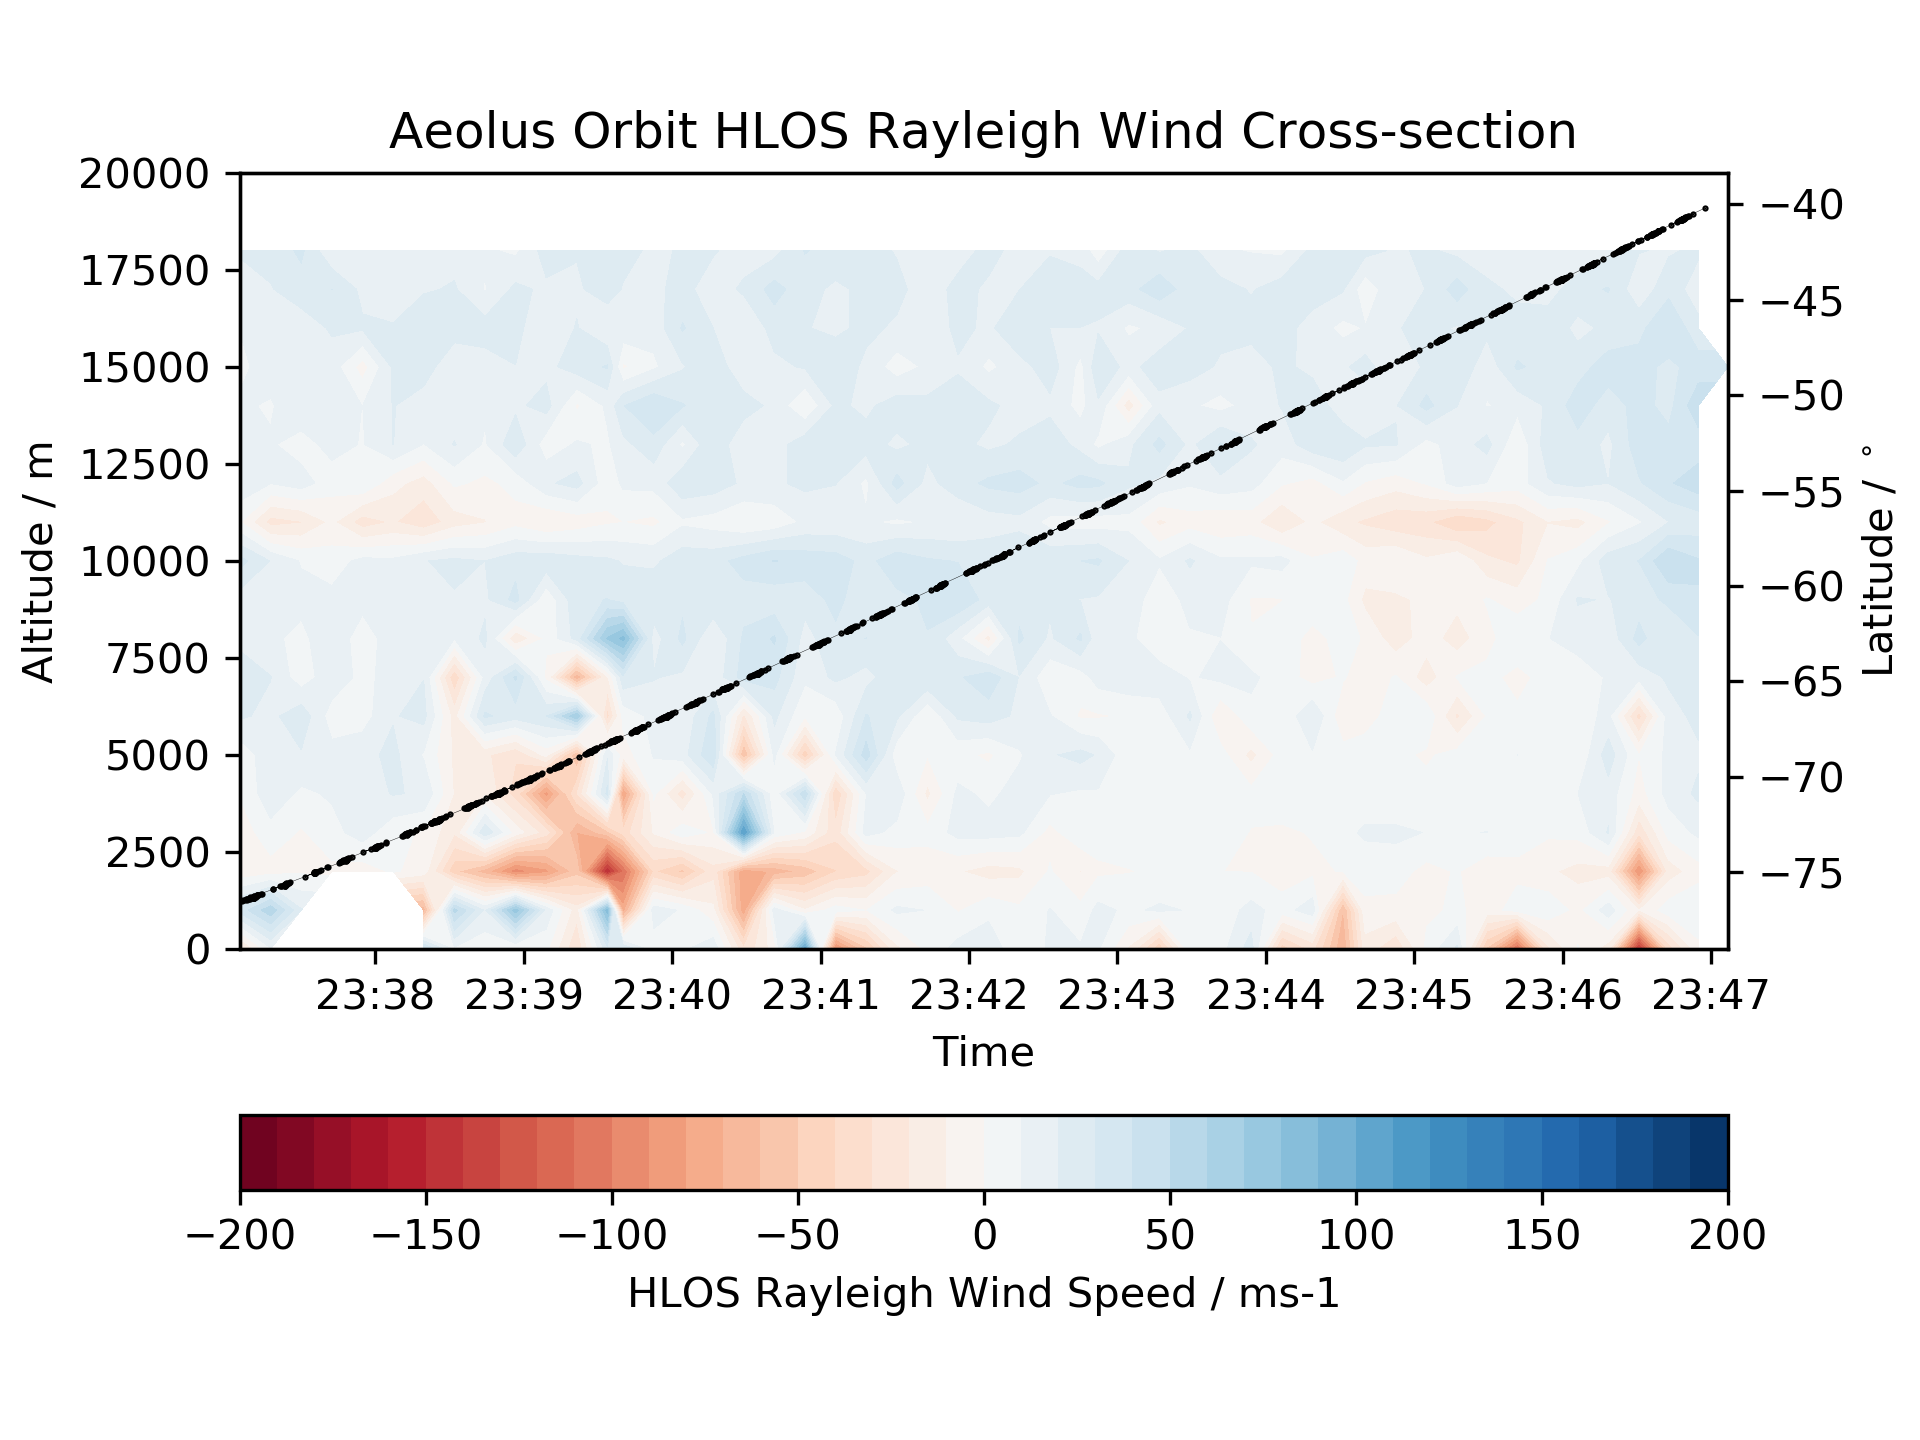 Aeolus Orbit HLOS Rayleigh Wind Cross-section
20000
17500
15000
12500
10000
7500
5000
2500
0
Altitude / m
−40
−45
−50
−55
−60
−65
−70
−75
Latitude / °
23:38 23:39 23:40 23:41 23:42 23:43 23:44 23:45 23:46 23:47
Time
−200 −150 −100 −50 0 50 100 150 200
HLOS Rayleigh Wind Speed / ms-1